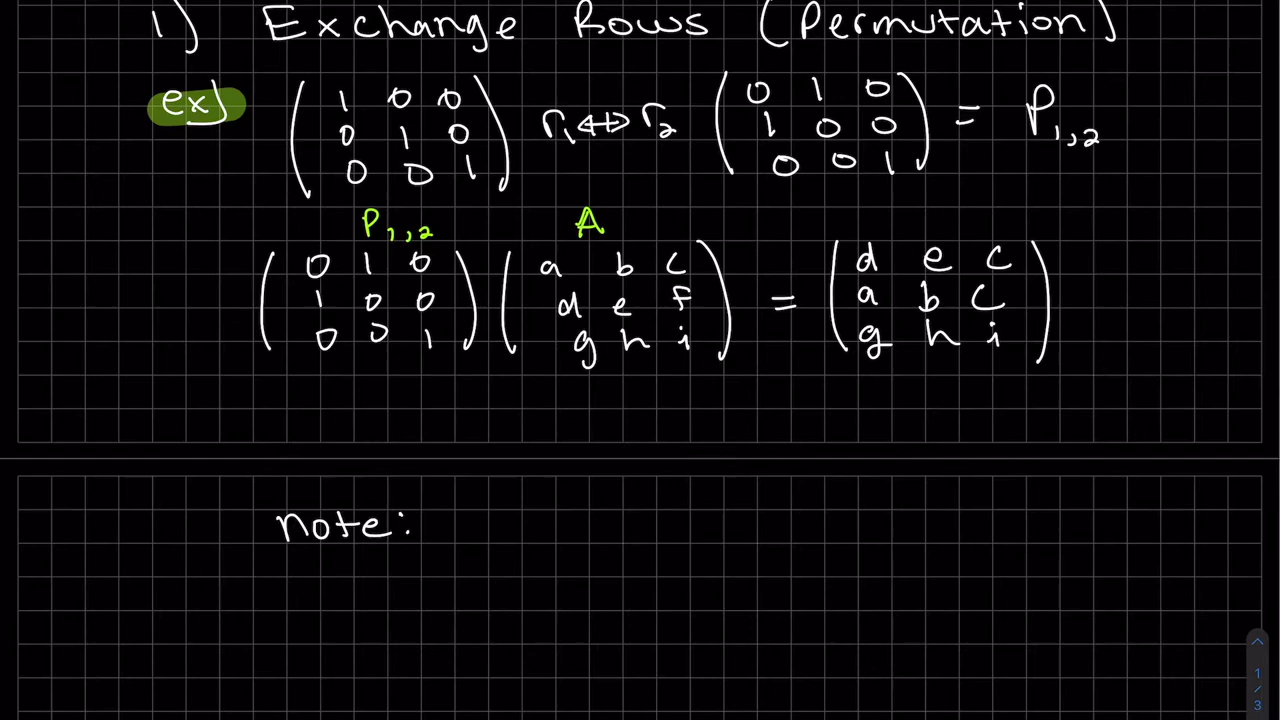 1) Exchange Rows (Permutation)
ex) ( 1 0 0 ; 0 1 0 ; 0 0 1 ) r₁ ↔ r₂ ( 0 1 0 ; 1 0 0 ; 0 0 1 ) = P₁,₂
P₁,₂ A
( 0 1 0 ; 1 0 0 ; 0 0 1 ) ( a b c ; d e f ; g h i ) = ( d e c ; a b c ; g h i )
note:
1 / 3